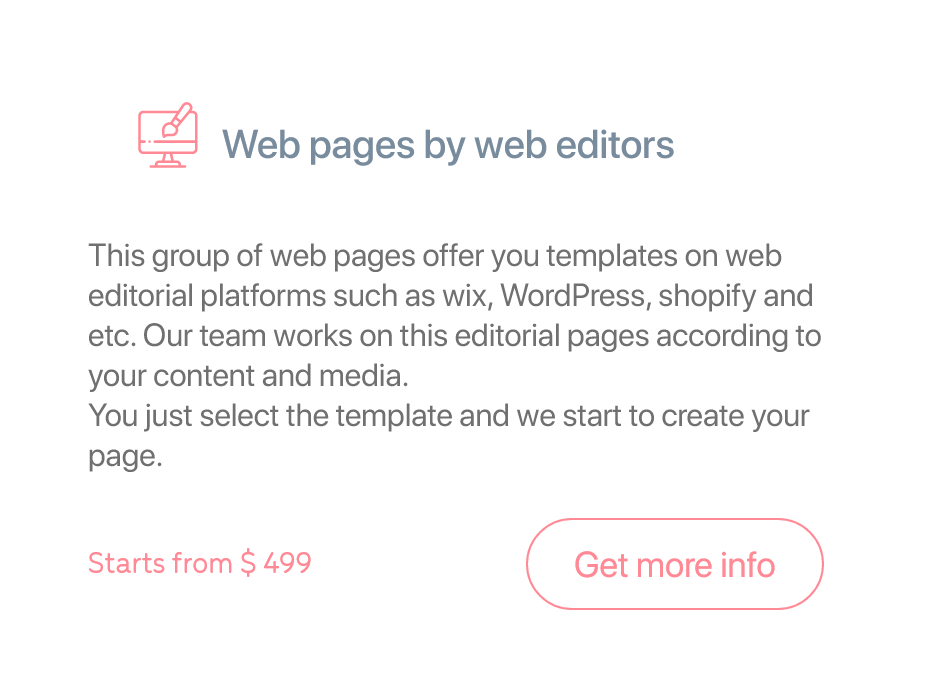 Web pages by web editors
This group of web pages offer you templates on web
editorial platforms such as wix, WordPress, shopify and
etc. Our team works on this editorial pages according to
your content and media.
You just select the template and we start to create your
page.
Starts from $ 499
Get more info